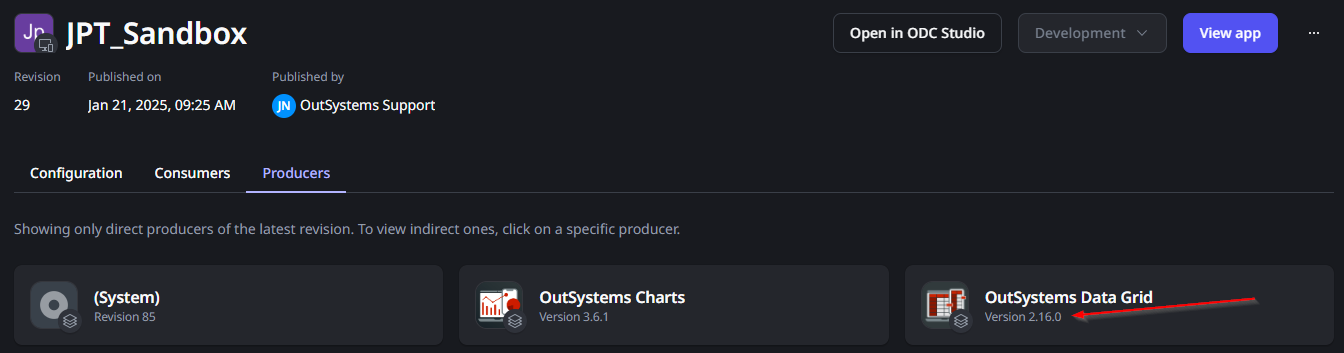 Jp JPT_Sandbox Open in ODC Studio Development View app ...
Revision Published on Published by
29 Jan 21, 2025, 09:25 AM JN OutSystems Support
Configuration Consumers Producers
Showing only direct producers of the latest revision. To view indirect ones, click on a specific producer.
(System) OutSystems Charts OutSystems Data Grid
Revision 85 Version 3.6.1 Version 2.16.0